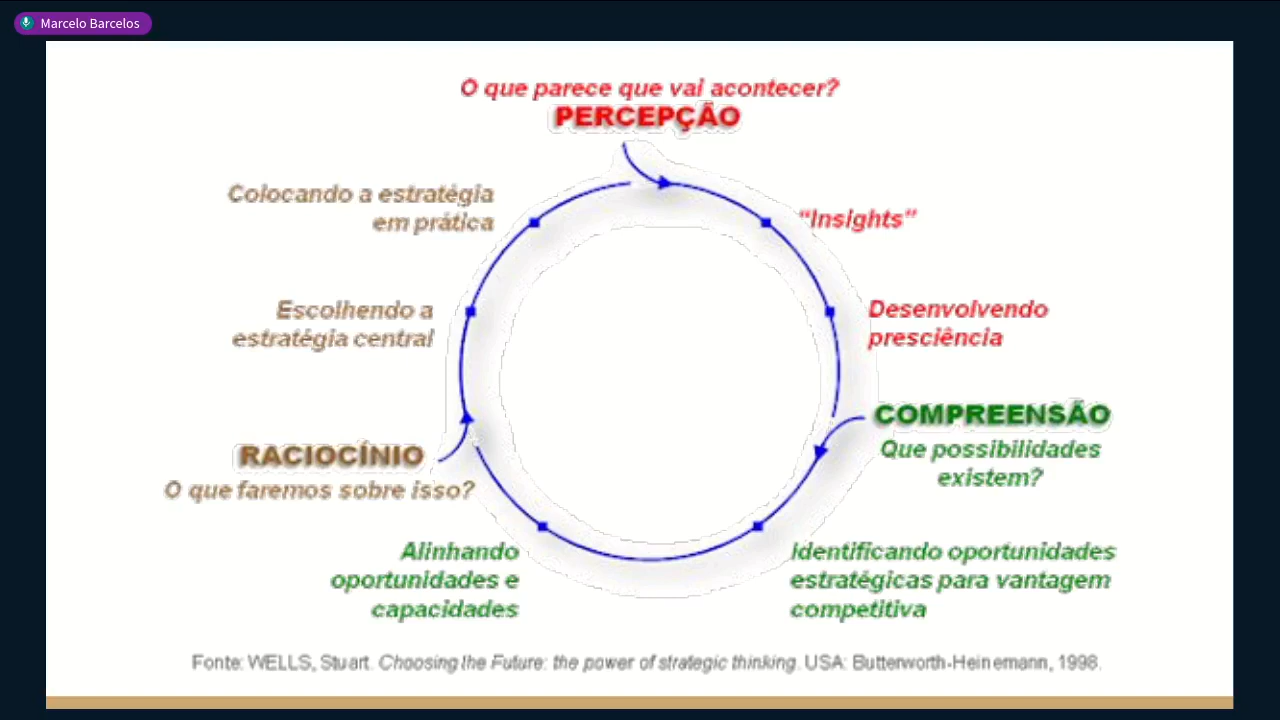 Marcelo Barcelos
O que parece que vai acontecer?
PERCEPÇÃO
“Insights”
Desenvolvendo
presciência
COMPREENSÃO
Que possibilidades
existem?
Identificando oportunidades
estratégicas para vantagem
competitiva
Alinhando
oportunidades e
capacidades
RACIOCÍNIO
O que faremos sobre isso?
Escolhendo a
estratégia central
Colocando a estratégia
em prática
Fonte: WELLS, Stuart. Choosing the Future: the power of strategic thinking. USA: Butterworth-Heinemann, 1998.